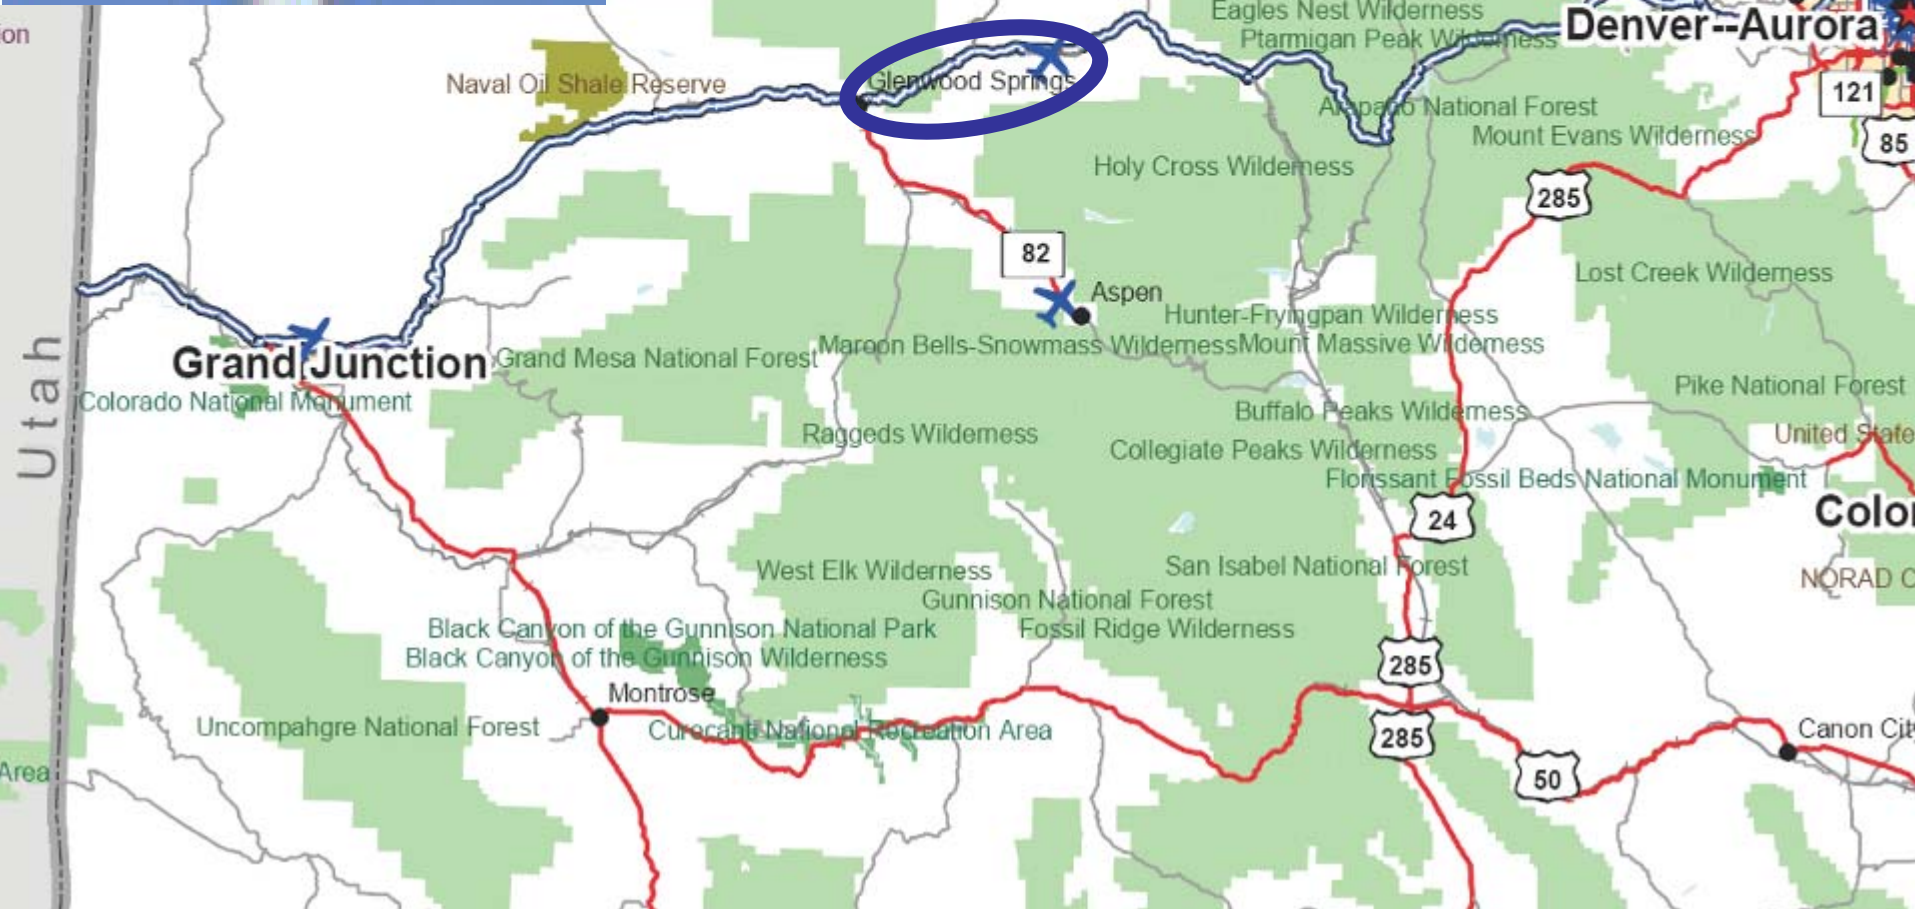 Eagles Nest Wilderness
Denver--Aurora
ion
Ptarmigan Peak Wilderness
Naval Oil Shale Reserve
Glenwood Springs
121
Arapaho National Forest
Mount Evans Wilderness
85
Holy Cross Wilderness
285
82
Lost Creek Wilderness
Aspen
Hunter-Fryingpan Wilderness
Utah
Grand Junction
Grand Mesa National Forest
Maroon Bells-Snowmass Wilderness
Mount Massive Wilderness
Pike National Forest
Colorado National Monument
Buffalo Peaks Wilderness
Raggeds Wilderness
United State
Collegiate Peaks Wilderness
Florissant Fossil Beds National Monument
Color
24
West Elk Wilderness
San Isabel National Forest
NORAD C
Gunnison National Forest
Black Canyon of the Gunnison National Park
Fossil Ridge Wilderness
Black Canyon of the Gunnison Wilderness
285
Montrose
Uncompahgre National Forest
Curecanti National Recreation Area
285
Canon City
Area
50